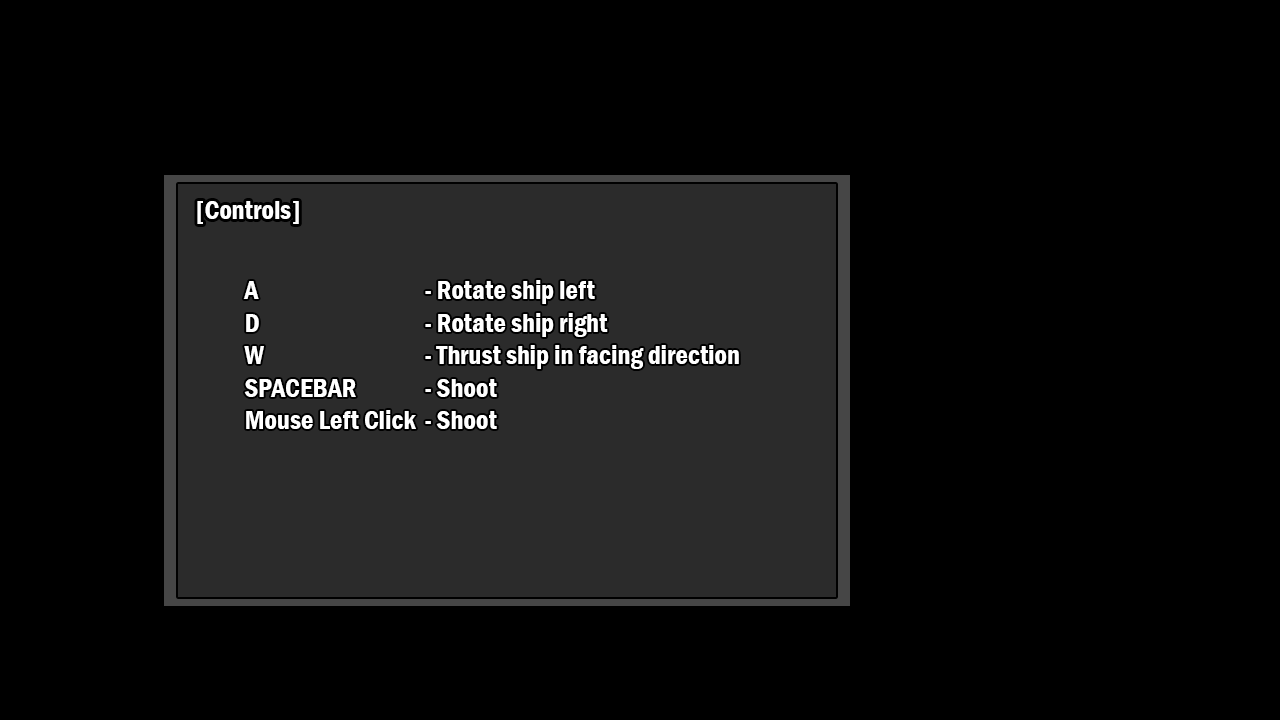 [Controls]
A - Rotate ship left
D - Rotate ship right
W - Thrust ship in facing direction
SPACEBAR - Shoot
Mouse Left Click - Shoot